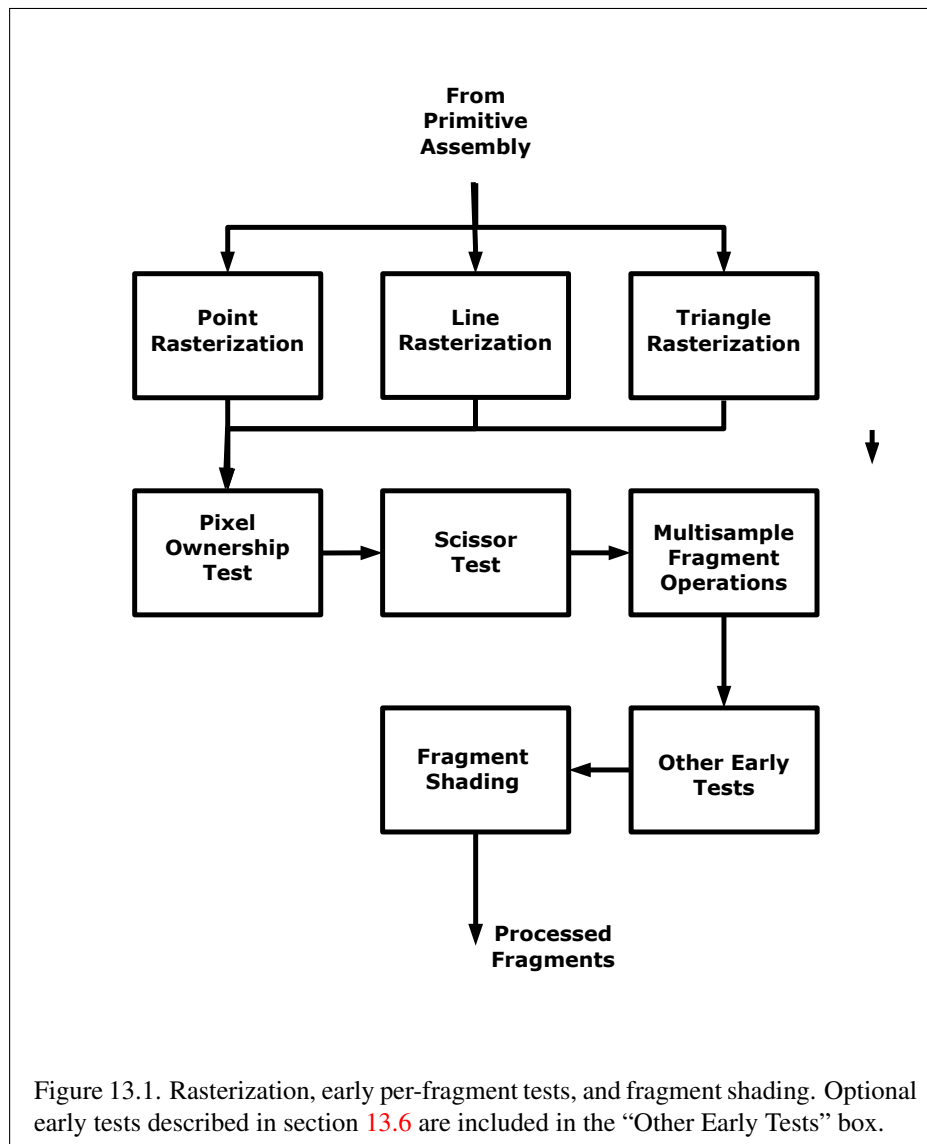 From
Primitive
Assembly
Point
Rasterization
Line
Rasterization
Triangle
Rasterization
Pixel
Ownership
Test
Scissor
Test
Multisample
Fragment
Operations
Fragment
Shading
Other Early
Tests
Processed
Fragments
Figure 13.1. Rasterization, early per-fragment tests, and fragment shading. Optional
early tests described in section 13.6 are included in the “Other Early Tests” box.